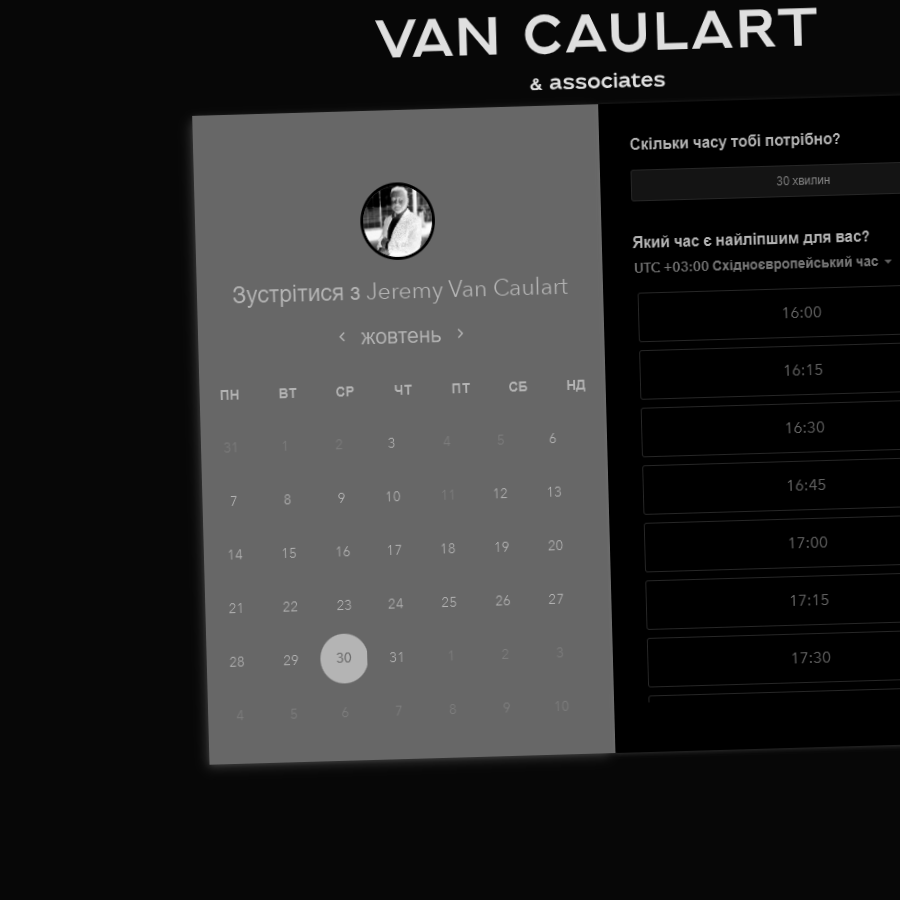 VAN CAULART
& associates
Зустрітися з Jeremy Van Caulart
жовтень
ПН ВТ СР ЧТ ПТ СБ НД
31 1 2 3 4 5 6
7 8 9 10 11 12 13
14 15 16 17 18 19 20
21 22 23 24 25 26 27
28 29 30 31 1 2 3
4 5 6 7 8 9 10
Скільки часу тобі потрібно?
30 хвилин
Який час є найліпшим для вас?
UTC +03:00 Східноєвропейський час
16:00
16:15
16:30
16:45
17:00
17:15
17:30